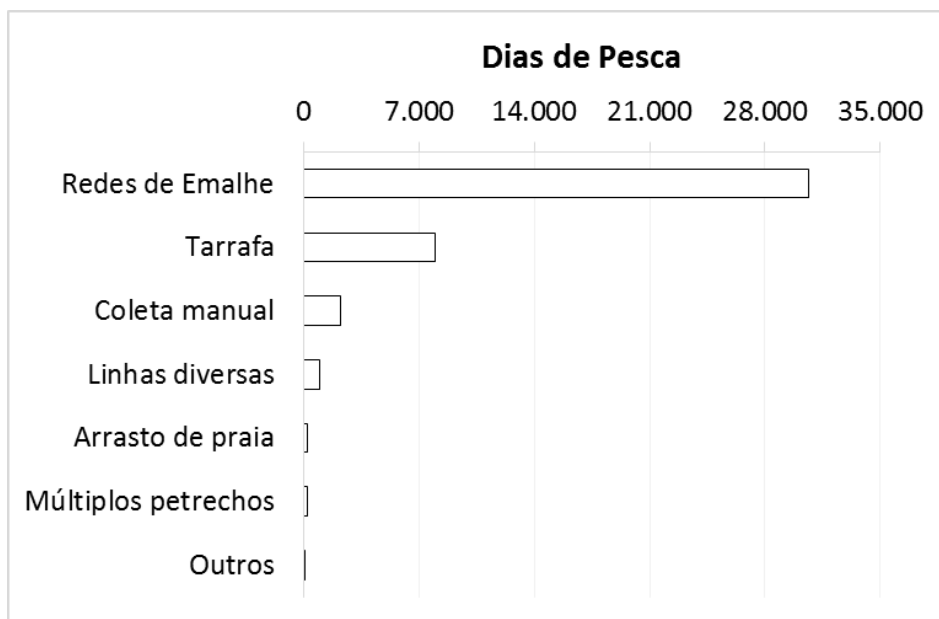 Dias de Pesca
0 7.000 14.000 21.000 28.000 35.000
Redes de Emalhe
Tarrafa
Coleta manual
Linhas diversas
Arrasto de praia
Múltiplos petrechos
Outros